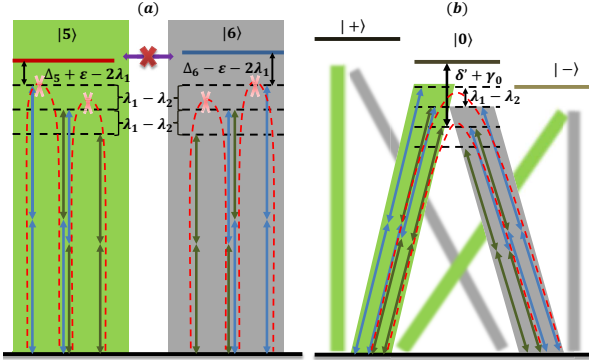 (a)
|5⟩
|6⟩
Δ₅ + ε − 2λ₁
Δ₆ − ε − 2λ₁
λ₁ − λ₂
λ₁ − λ₂
(b)
|+⟩
|0⟩
|−⟩
δ′ + γ₀
λ₁ − λ₂